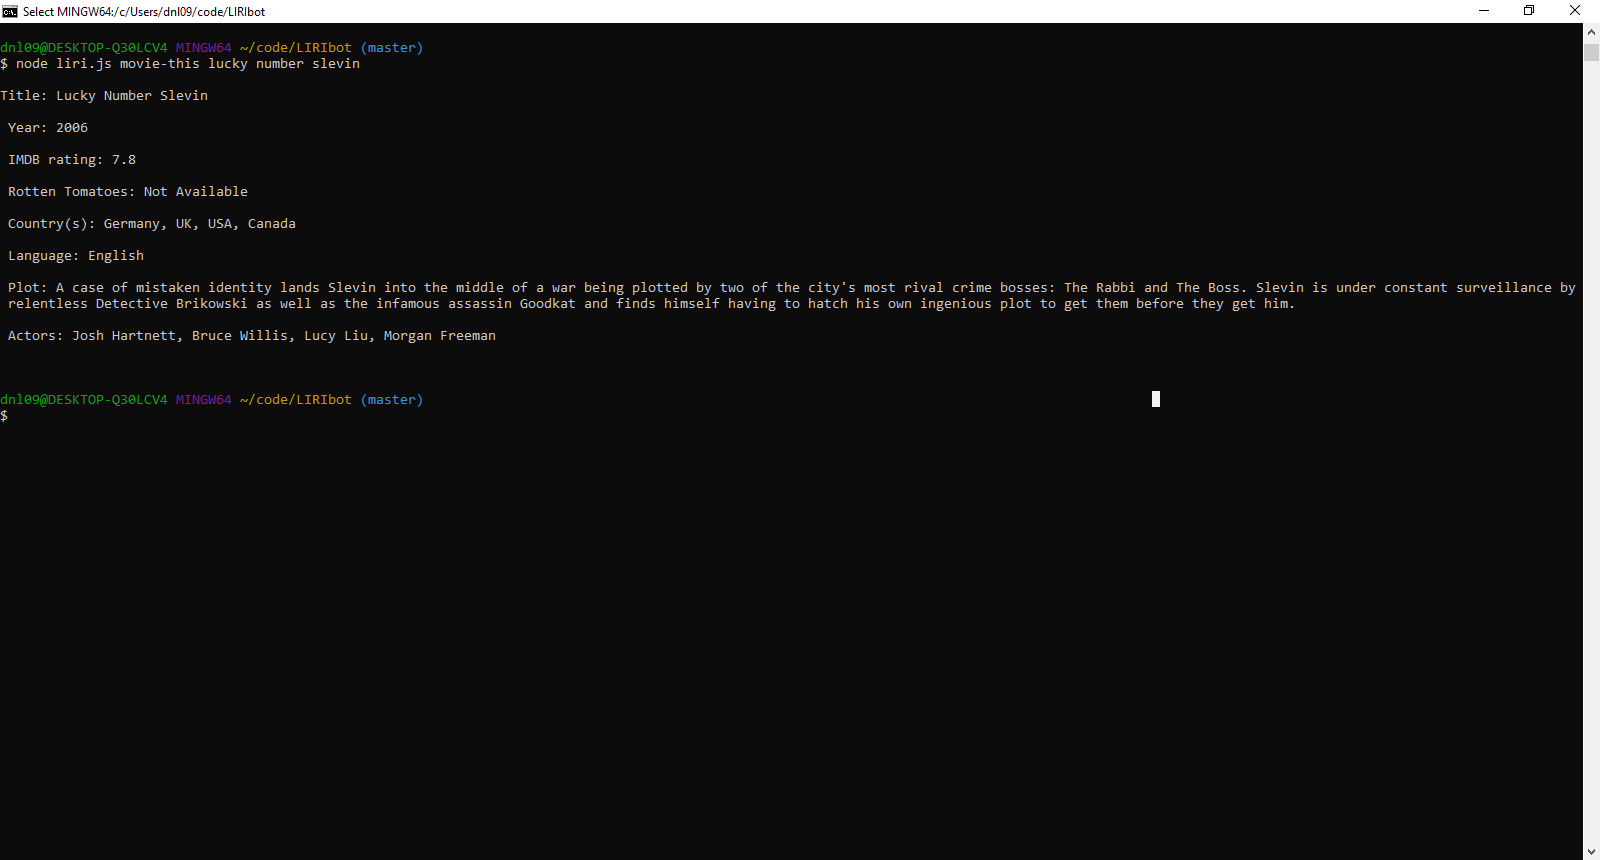 Select MINGW64:/c/Users/dnl09/code/LIRIbot
dnl09@DESKTOP-Q30LCV4 MINGW64 ~/code/LIRIbot (master)
$ node liri.js movie-this lucky number slevin
Title: Lucky Number Slevin
Year: 2006
IMDB rating: 7.8
Rotten Tomatoes: Not Available
Country(s): Germany, UK, USA, Canada
Language: English
Plot: A case of mistaken identity lands Slevin into the middle of a war being plotted by two of the city's most rival crime bosses: The Rabbi and The Boss. Slevin is under constant surveillance by
relentless Detective Brikowski as well as the infamous assassin Goodkat and finds himself having to hatch his own ingenious plot to get them before they get him.
Actors: Josh Hartnett, Bruce Willis, Lucy Liu, Morgan Freeman
dnl09@DESKTOP-Q30LCV4 MINGW64 ~/code/LIRIbot (master)
$